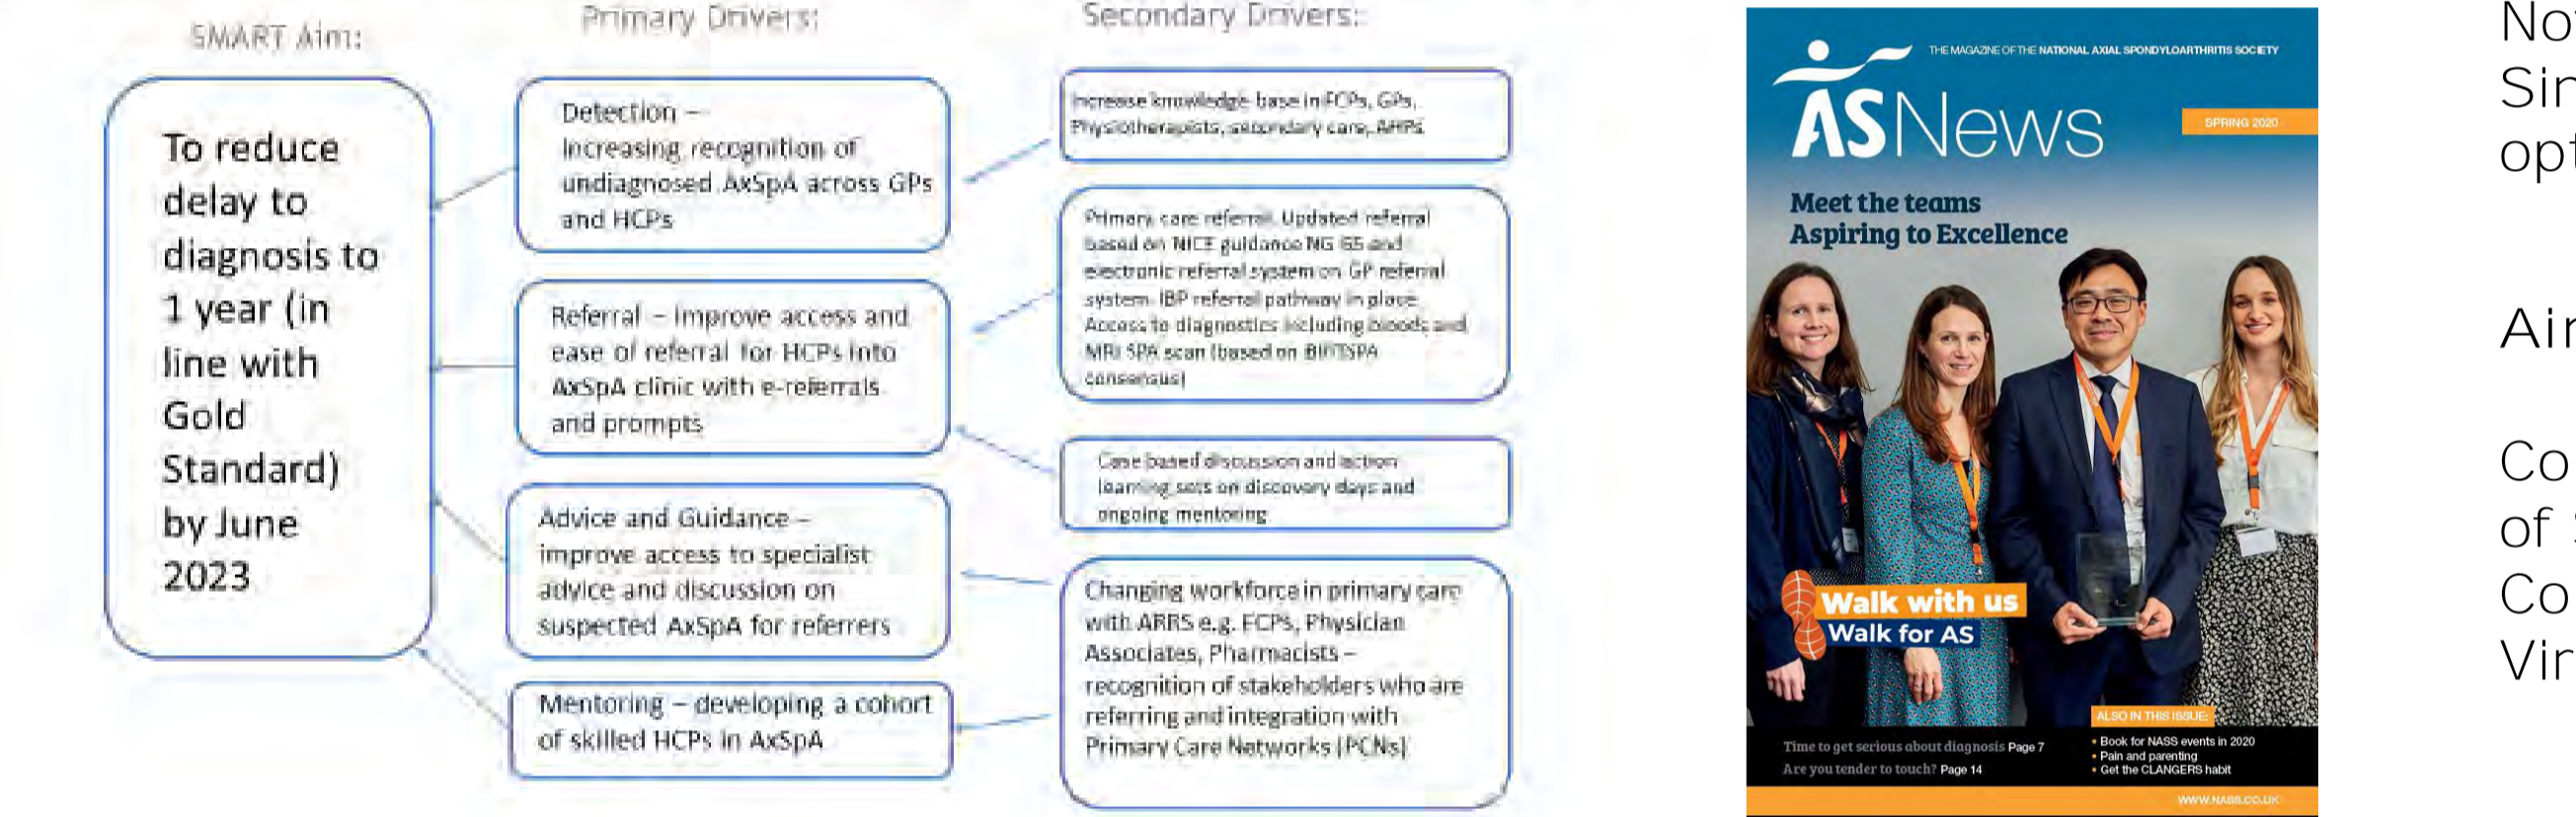 SMART Aim:
To reduce
delay to
diagnosis to
1 year (in
line with
Gold
Standard)
by June
2023
Primary Drivers:
Detection –
Increasing recognition of
undiagnosed AxSpA across GPs
and HCPs
Referral – improve access and
ease of referral for HCPs into
AxSpA clinic with e-referrals
and prompts
Advice and Guidance –
improve access to specialist
advice and discussion on
suspected AxSpA for referrers
Mentoring – developing a cohort
of skilled HCPs in AxSpA
Secondary Drivers:
Increase knowledge base in FCPs, GPs,
Physiotherapists, secondary care, AHPs
Primary care referral. Updated referral
based on NICE guidance NG 65 and
electronic referral system on GP referral
system. IBP referral pathway in place
Access to diagnostics including bloods and
MRI SPA scan (based on BRITSPA
consensus)
Case based discussion and action
learning sets on discovery days and
ongoing mentoring
Changing workforce in primary care
with ARRS e.g. FCPs, Physician
Associates, Pharmacists –
recognition of stakeholders who are
referring and integration with
Primary Care Networks (PCNs)
THE MAGAZINE OF THE NATIONAL AXIAL SPONDYLOARTHRITIS SOCIETY
ASNews
SPRING 2020
Meet the teams
Aspiring to Excellence
Walk with us
Walk for AS
Time to get serious about diagnosis Page 7
Are you tender to touch? Page 14
ALSO IN THIS ISSUE:
• Book for NASS events in 2020
• Pain and parenting
• Get the CLANGERS habit
WWW.NASS.CO.UK
No
Sin
opt
Air
Co
of
Co
Vir